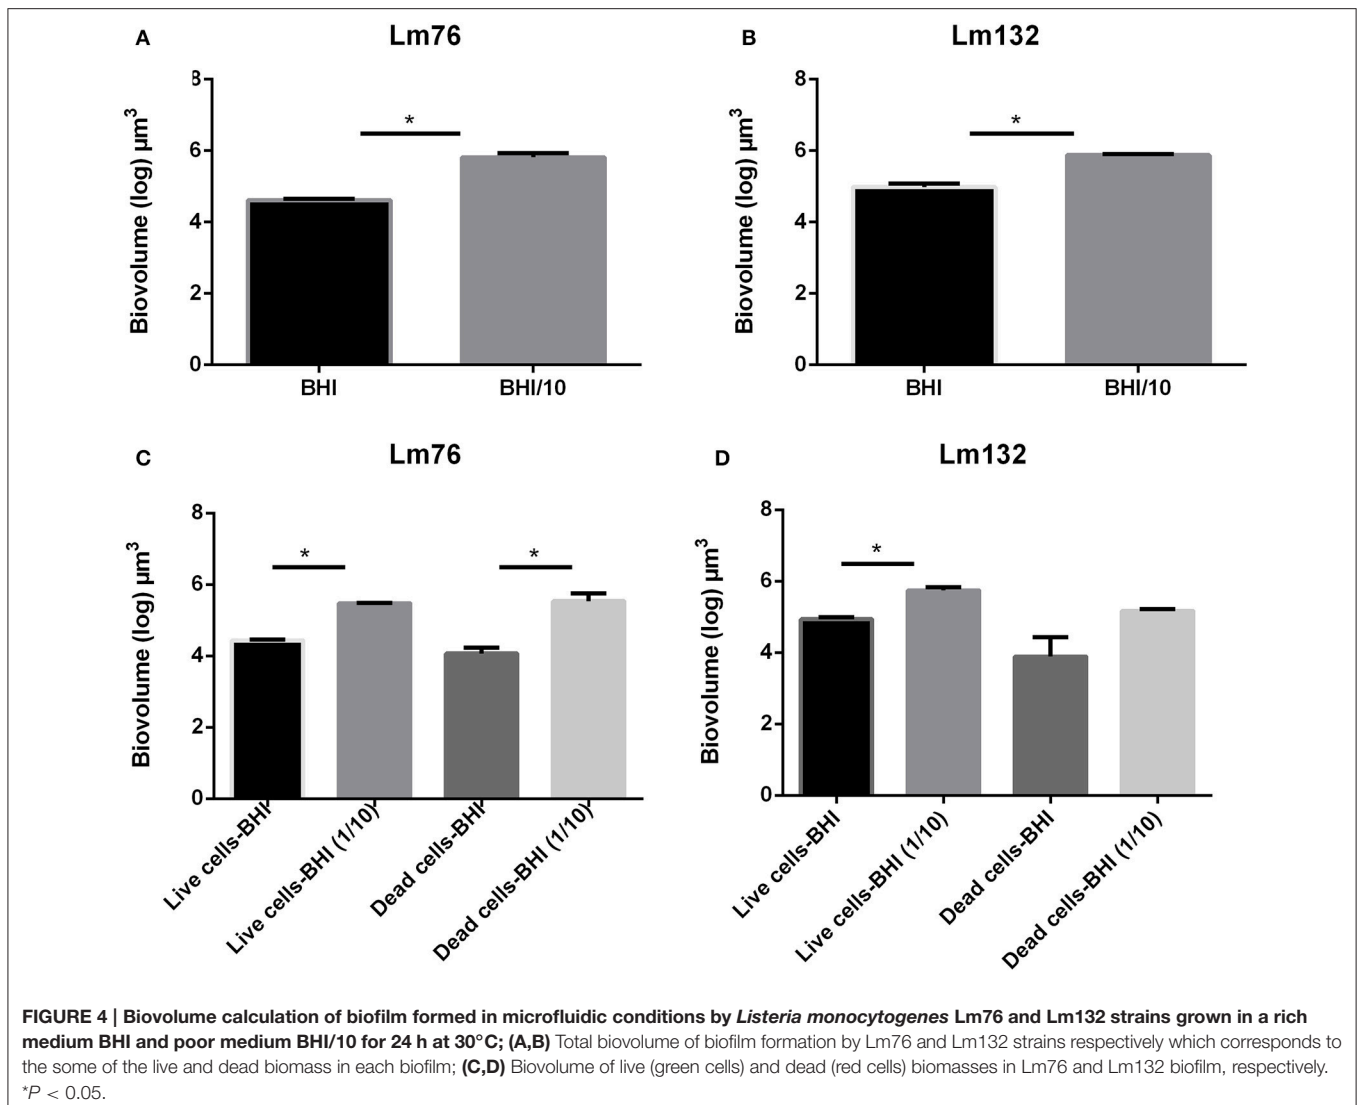 A
Lm76
Biovolume (log) µm³
8
6
4
2
0
*
BHI
BHI/10
B
Lm132
Biovolume (log) µm³
8
6
4
2
0
*
BHI
BHI/10
C
Lm76
Biovolume (log) µm³
8
6
4
2
0
*
*
Live cells-BHI
Live cells-BHI (1/10)
Dead cells-BHI
Dead cells-BHI (1/10)
D
Lm132
Biovolume (log) µm³
8
6
4
2
0
*
Live cells-BHI
Live cells-BHI (1/10)
Dead cells-BHI
Dead cells-BHI (1/10)
FIGURE 4 | Biovolume calculation of biofilm formed in microfluidic conditions by Listeria monocytogenes Lm76 and Lm132 strains grown in a rich
medium BHI and poor medium BHI/10 for 24 h at 30°C; (A,B) Total biovolume of biofilm formation by Lm76 and Lm132 strains respectively which corresponds to
the some of the live and dead biomass in each biofilm; (C,D) Biovolume of live (green cells) and dead (red cells) biomasses in Lm76 and Lm132 biofilm, respectively.
*P < 0.05.